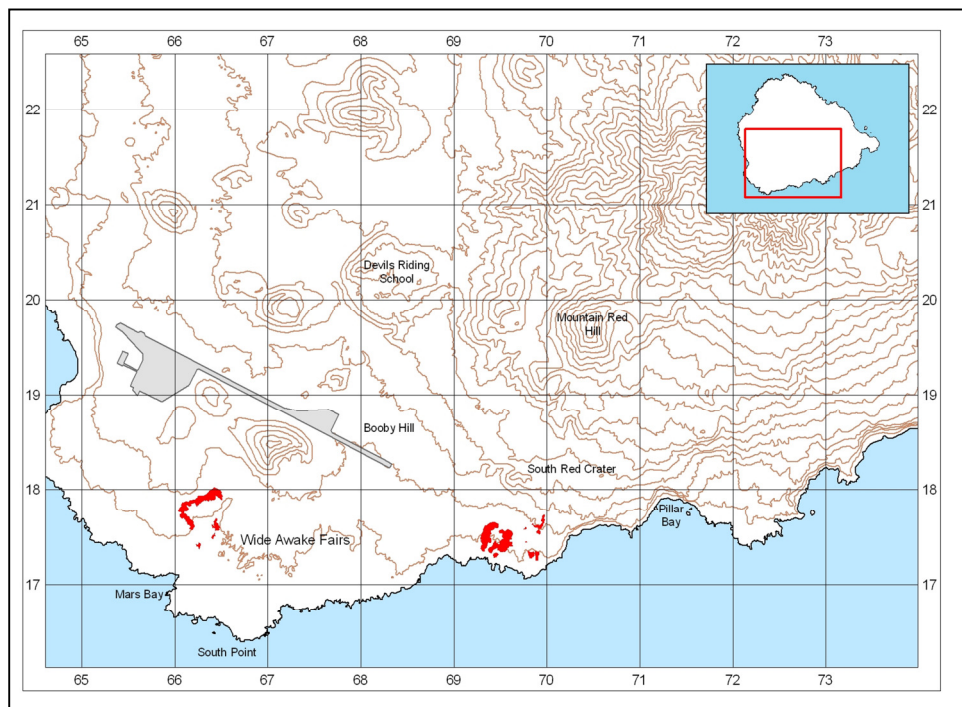 65 66 67 68 69 70 71 72 73
22 22
21 21
Devils Riding
School
20 20
Mountain Red
Hill
19 19
Booby Hill
South Red Crater
18 18
Pillar
Bay
Wide Awake Fairs
17 17
Mars Bay
South Point
65 66 67 68 69 70 71 72 73